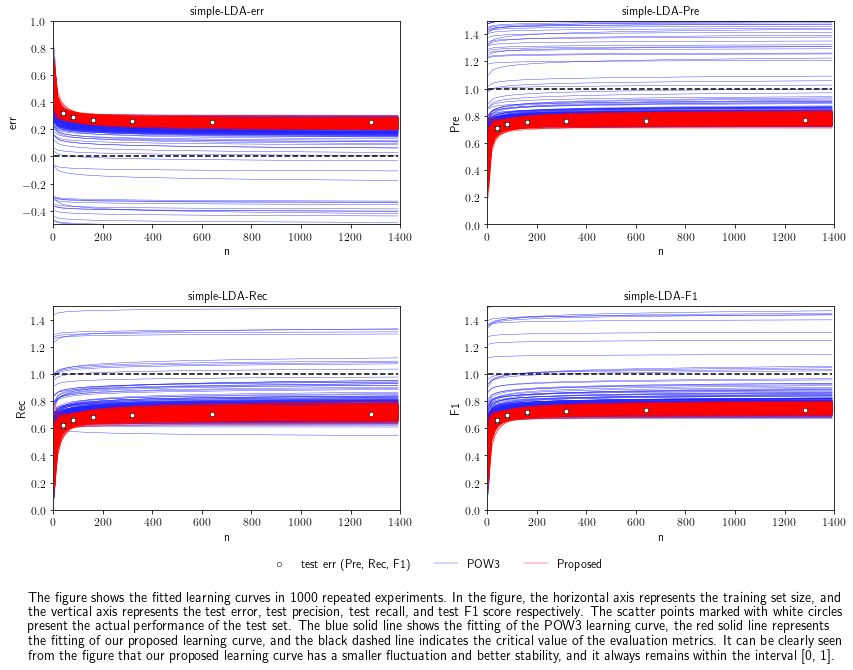 simple-LDA-err
1.0
0.8
0.6
0.4
0.2
0.0
−0.2
−0.4
err
0 200 400 600 800 1000 1200 1400
n
simple-LDA-Pre
1.4
1.2
1.0
0.8
0.6
0.4
0.2
0.0
Pre
0 200 400 600 800 1000 1200 1400
n
simple-LDA-Rec
1.4
1.2
1.0
0.8
0.6
0.4
0.2
0.0
Rec
0 200 400 600 800 1000 1200 1400
n
simple-LDA-F1
1.4
1.2
1.0
0.8
0.6
0.4
0.2
0.0
F1
0 200 400 600 800 1000 1200 1400
n
test err (Pre, Rec, F1) POW3 Proposed
The figure shows the fitted learning curves in 1000 repeated experiments. In the figure, the horizontal axis represents the training set size, and
the vertical axis represents the test error, test precision, test recall, and test F1 score respectively. The scatter points marked with white circles
present the actual performance of the test set. The blue solid line shows the fitting of the POW3 learning curve, the red solid line represents
the fitting of our proposed learning curve, and the black dashed line indicates the critical value of the evaluation metrics. It can be clearly seen
from the figure that our proposed learning curve has a smaller fluctuation and better stability, and it always remains within the interval [0, 1].